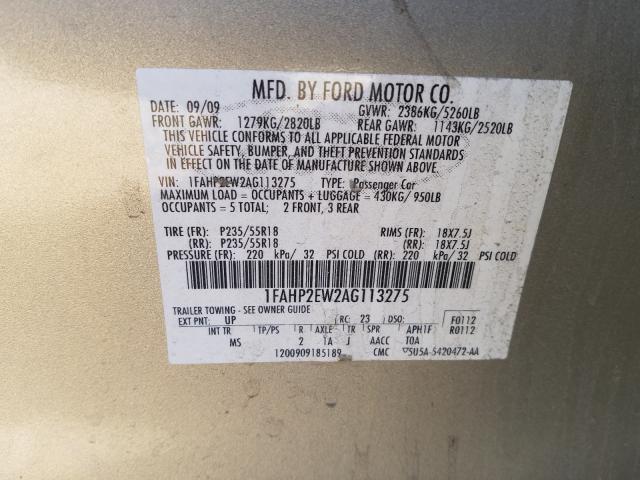 MFD. BY FORD MOTOR CO.
DATE: 09/09 GVWR: 2386KG/5260LB
FRONT GAWR: 1279KG/2820LB REAR GAWR: 1143KG/2520LB
THIS VEHICLE CONFORMS TO ALL APPLICABLE FEDERAL MOTOR
VEHICLE SAFETY, BUMPER, AND THEFT PREVENTION STANDARDS
IN EFFECT ON THE DATE OF MANUFACTURE SHOWN ABOVE.
VIN: 1FAHP2EW2AG113275 TYPE: Passenger Car
MAXIMUM LOAD = OCCUPANTS + LUGGAGE = 430KG / 950LB
OCCUPANTS = 5 TOTAL; 2 FRONT, 3 REAR
TIRE (FR): P235/55R18 RIMS (FR): 18X7.5J
(RR): P235/55R18 (RR): 18X7.5J
PRESSURE (FR): 220 kPa/ 32 PSI COLD (RR): 220 kPa/ 32 PSI COLD
1FAHP2EW2AG113275
TRAILER TOWING - SEE OWNER GUIDE
EXT PNT: UP RC: 23 DSO: F0112
INT TR TP/PS R AXLE TR SPR APHIF R0112
MS 2 1A J AACC TOA
1200909185189 CMC 5U5A-5420472-AA